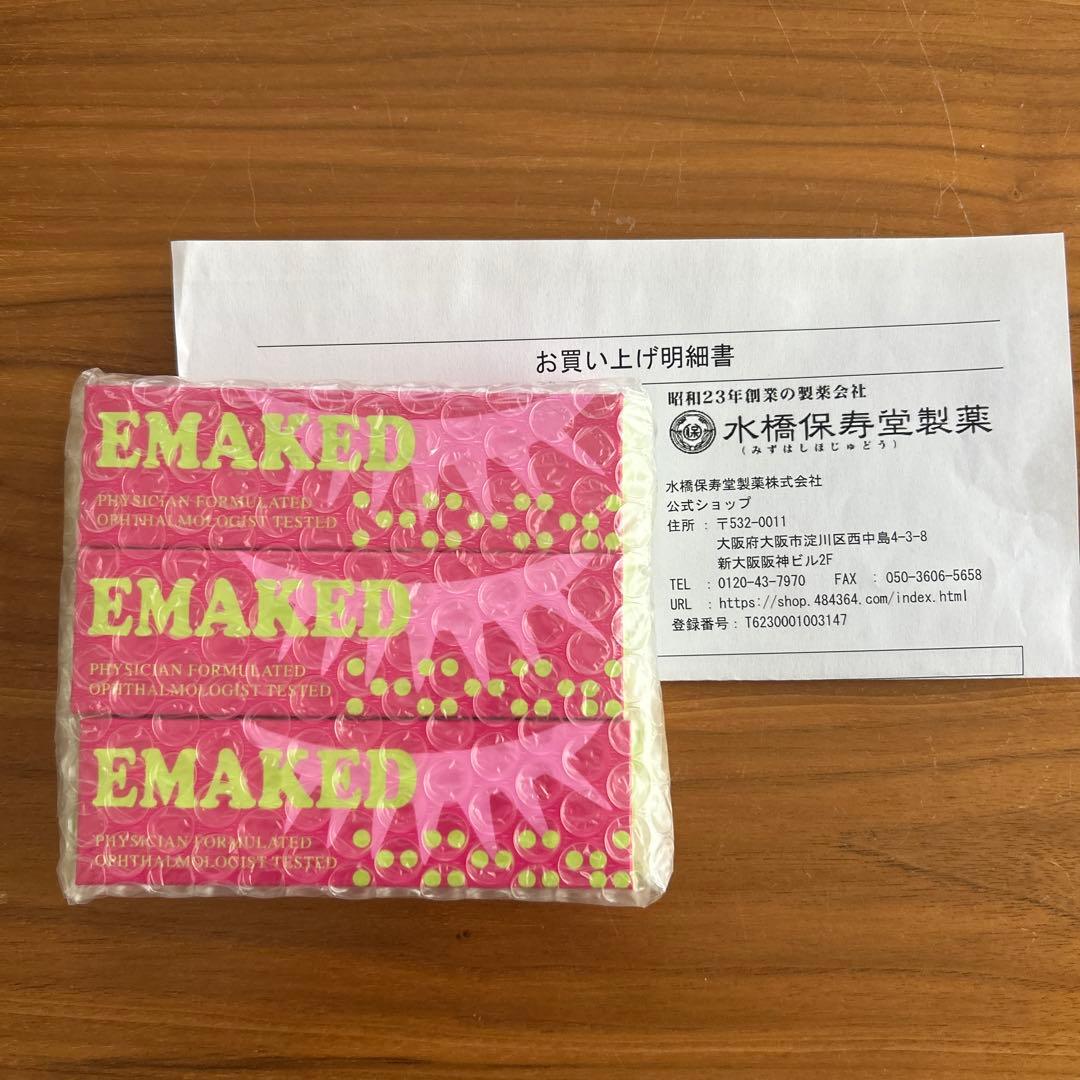 お買い上げ明細書
昭和23年創業の製薬会社
保
水橋保寿堂製薬
(みずはしほじゅどう)
水橋保寿堂製薬株式会社
公式ショップ
住所 : 〒532-0011
大阪府大阪市淀川区西中島4-3-8
新大阪阪神ビル2F
TEL : 0120-43-7970 FAX : 050-3606-5658
URL : https://shop.484364.com/index.html
登録番号 : T6230001003147
EMAKED
PHYSICIAN FORMULATED
OPHTHALMOLOGIST TESTED
EMAKED
PHYSICIAN FORMULATED
OPHTHALMOLOGIST TESTED
EMAKED
PHYSICIAN FORMULATED
OPHTHALMOLOGIST TESTED